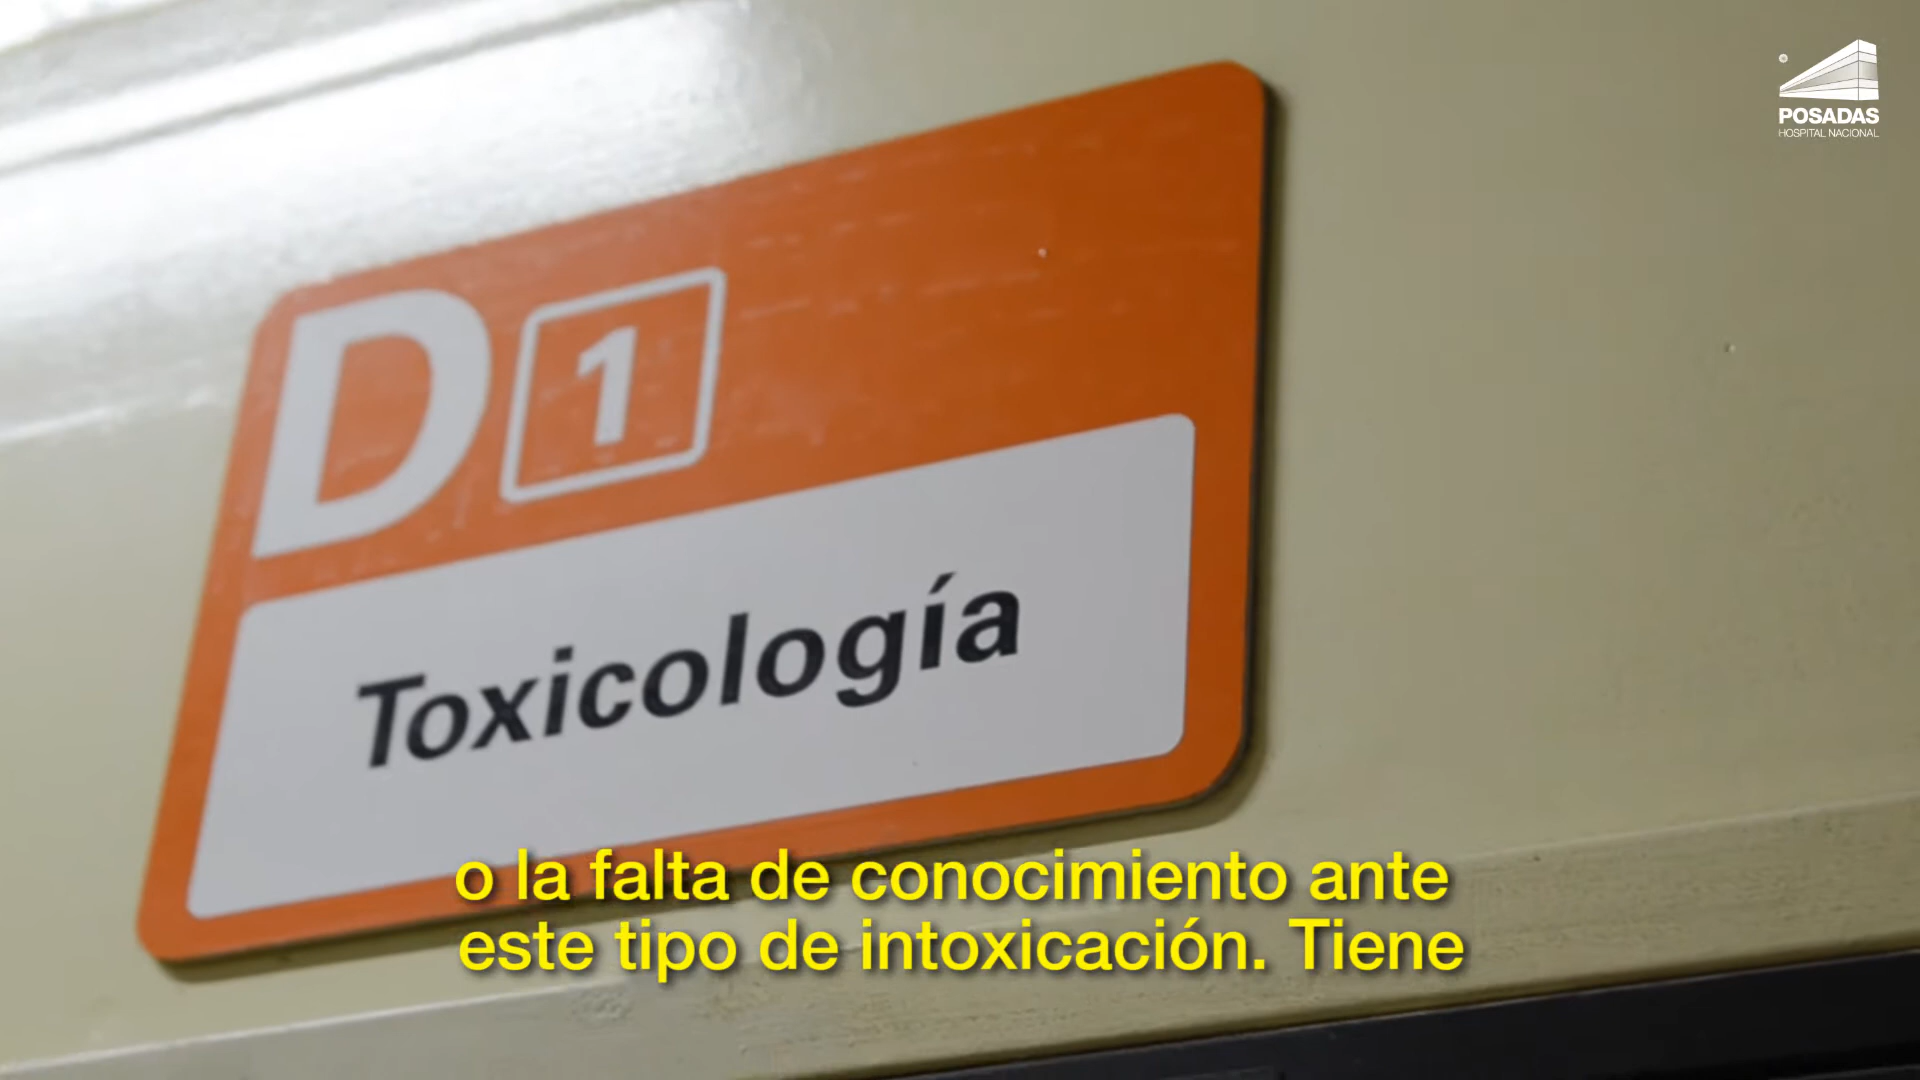 POSADAS
HOSPITAL NACIONAL
D 1
Toxicología
o la falta de conocimiento ante
este tipo de intoxicación. Tiene